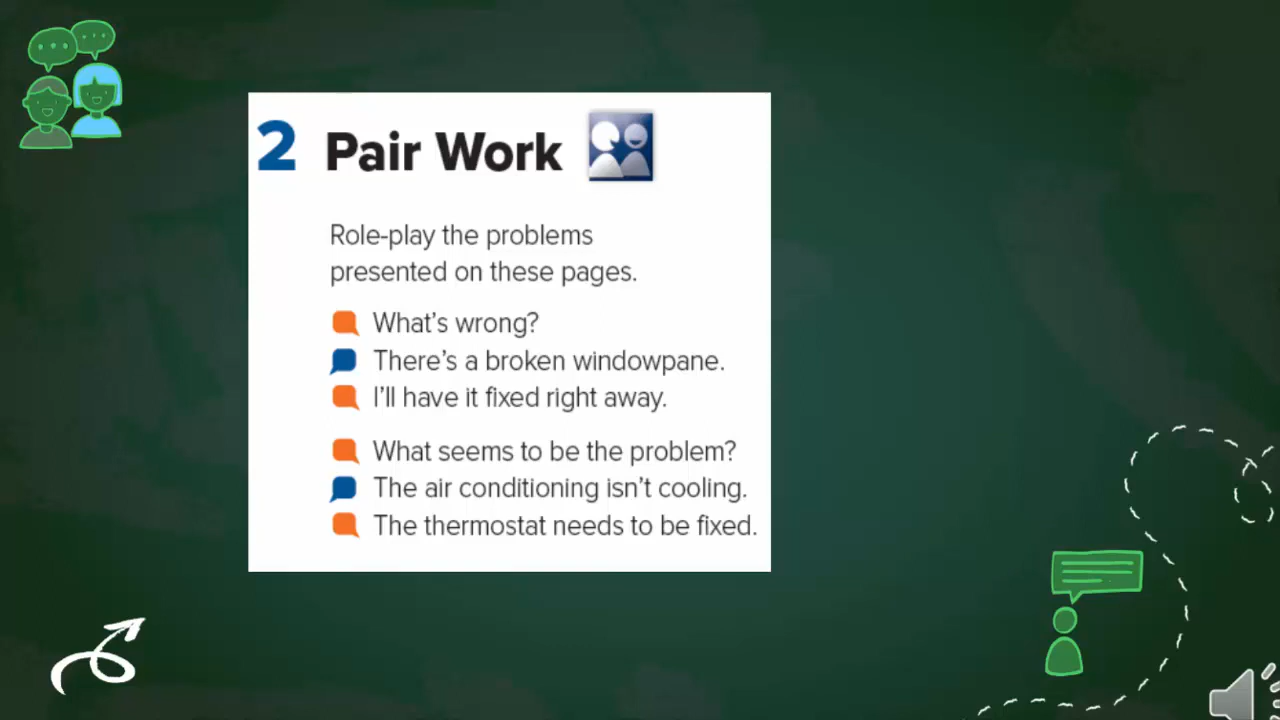 2 Pair Work
Role-play the problems
presented on these pages.
What's wrong?
There's a broken windowpane.
I'll have it fixed right away.
What seems to be the problem?
The air conditioning isn't cooling.
The thermostat needs to be fixed.